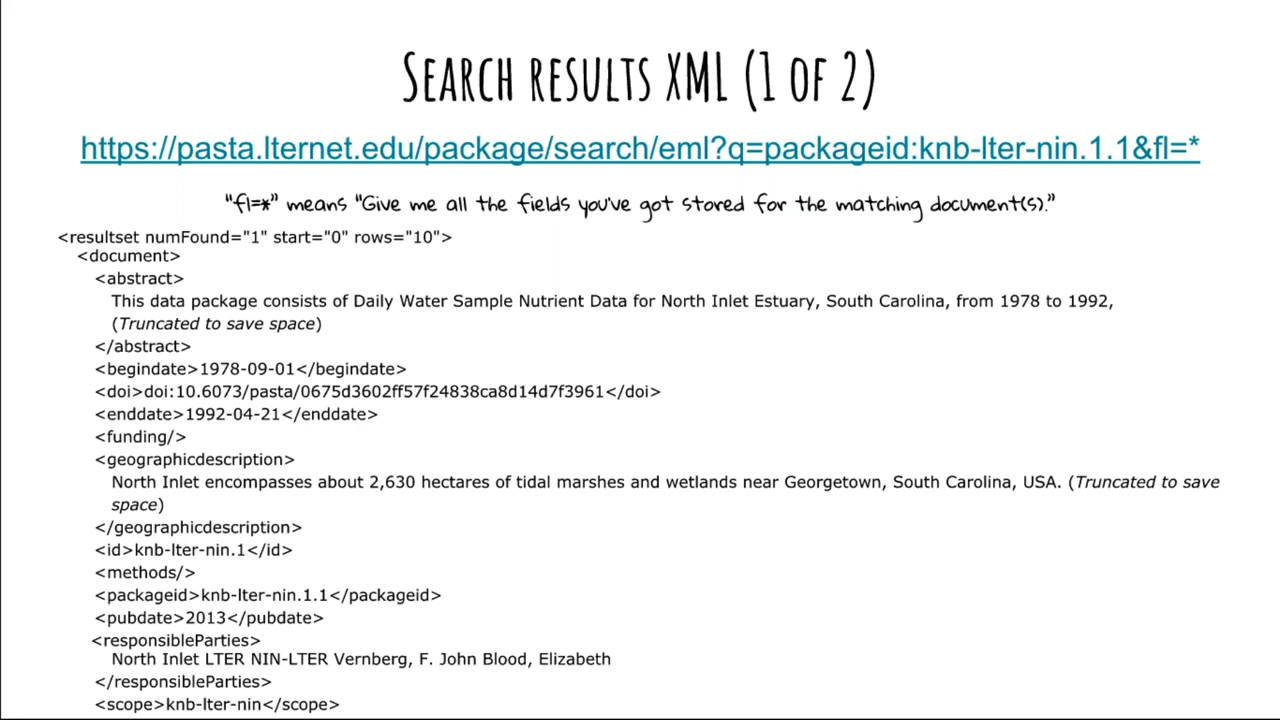 SEARCH RESULTS XML (1 OF 2)
https://pasta.lternet.edu/package/search/eml?q=packageid:knb-lter-nin.1.1&fl=*
"fl=*" means "Give me all the fields you've got stored for the matching document(s)."
<resultset numFound="1" start="0" rows="10">
<document>
<abstract>
This data package consists of Daily Water Sample Nutrient Data for North Inlet Estuary, South Carolina, from 1978 to 1992,
(Truncated to save space)
</abstract>
<begindate>1978-09-01</begindate>
<doi>doi:10.6073/pasta/0675d3602ff57f24838ca8d14d7f3961</doi>
<enddate>1992-04-21</enddate>
<funding/>
<geographicdescription>
North Inlet encompasses about 2,630 hectares of tidal marshes and wetlands near Georgetown, South Carolina, USA. (Truncated to save
space)
</geographicdescription>
<id>knb-lter-nin.1</id>
<methods/>
<packageid>knb-lter-nin.1.1</packageid>
<pubdate>2013</pubdate>
<responsibleParties>
North Inlet LTER NIN-LTER Vernberg, F. John Blood, Elizabeth
</responsibleParties>
<scope>knb-lter-nin</scope>